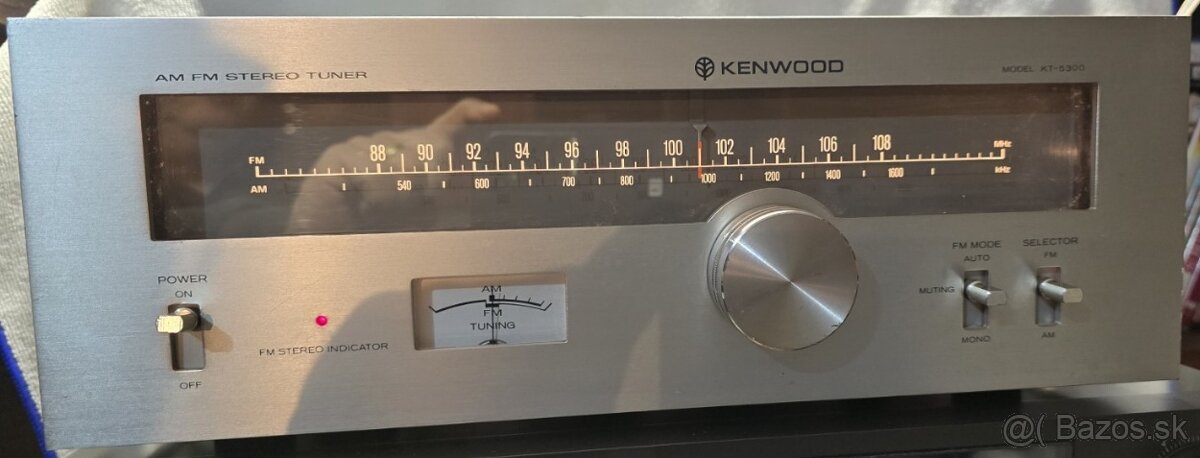 AM FM STEREO TUNER
KENWOOD
MODEL KT-5300
FM 88 90 92 94 96 98 100 102 104 106 108 MHz
AM 540 600 700 800 1000 1200 1400 1600 kHz
POWER
ON
OFF
FM STEREO INDICATOR
AM
FM
TUNING
FM MODE
AUTO
MUTING
MONO
SELECTOR
FM
AM
@( Bazos.sk